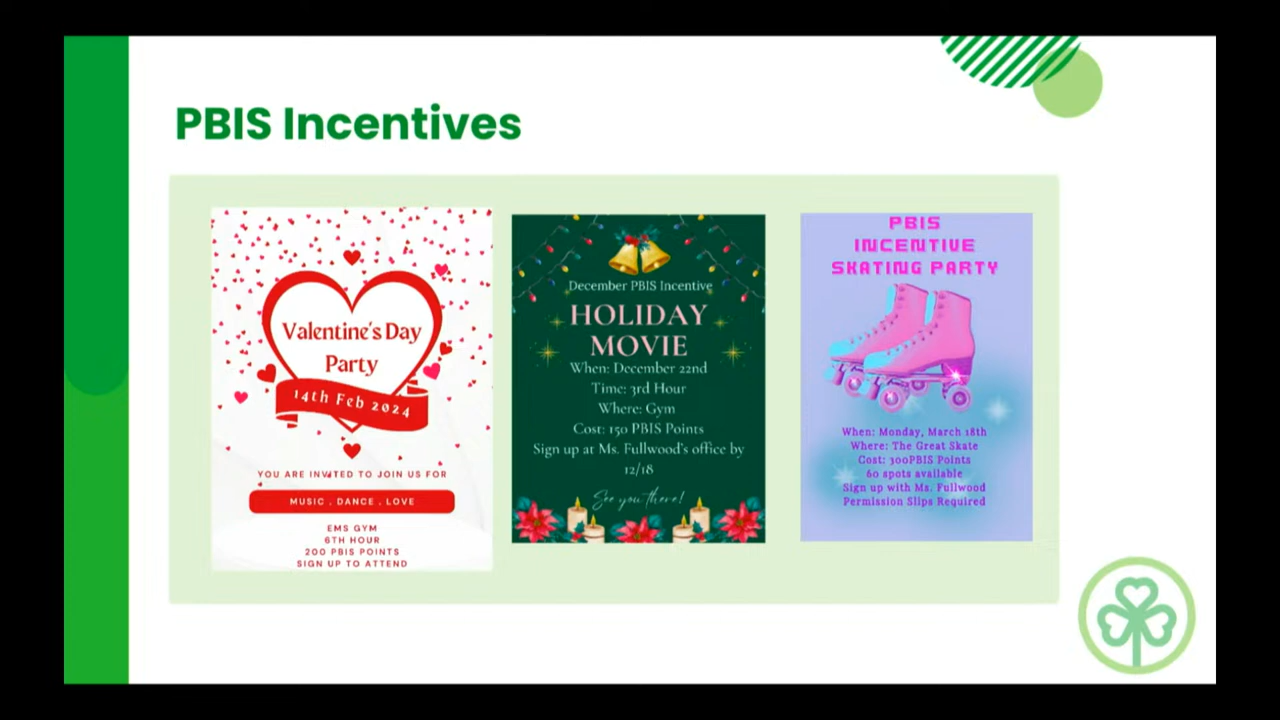 PBIS Incentives
Valentine's Day
Party
14th Feb 2024
YOU ARE INVITED TO JOIN US FOR
MUSIC . DANCE . LOVE
EMS GYM
6TH HOUR
200 PBIS POINTS
SIGN UP TO ATTEND
December PBIS Incentive
HOLIDAY
MOVIE
When: December 22nd
Time: 3rd Hour
Where: Gym
Cost: 150 PBIS Points
Sign up at Ms. Fullwood's office by
12/18
See you there!
PBIS
INCENTIVE
SKATING PARTY
When: Monday, March 18th
Where: The Great Skate
Cost: 300PBIS Points
60 spots available
Sign up with Ms. Fullwood
Permission Slips Required